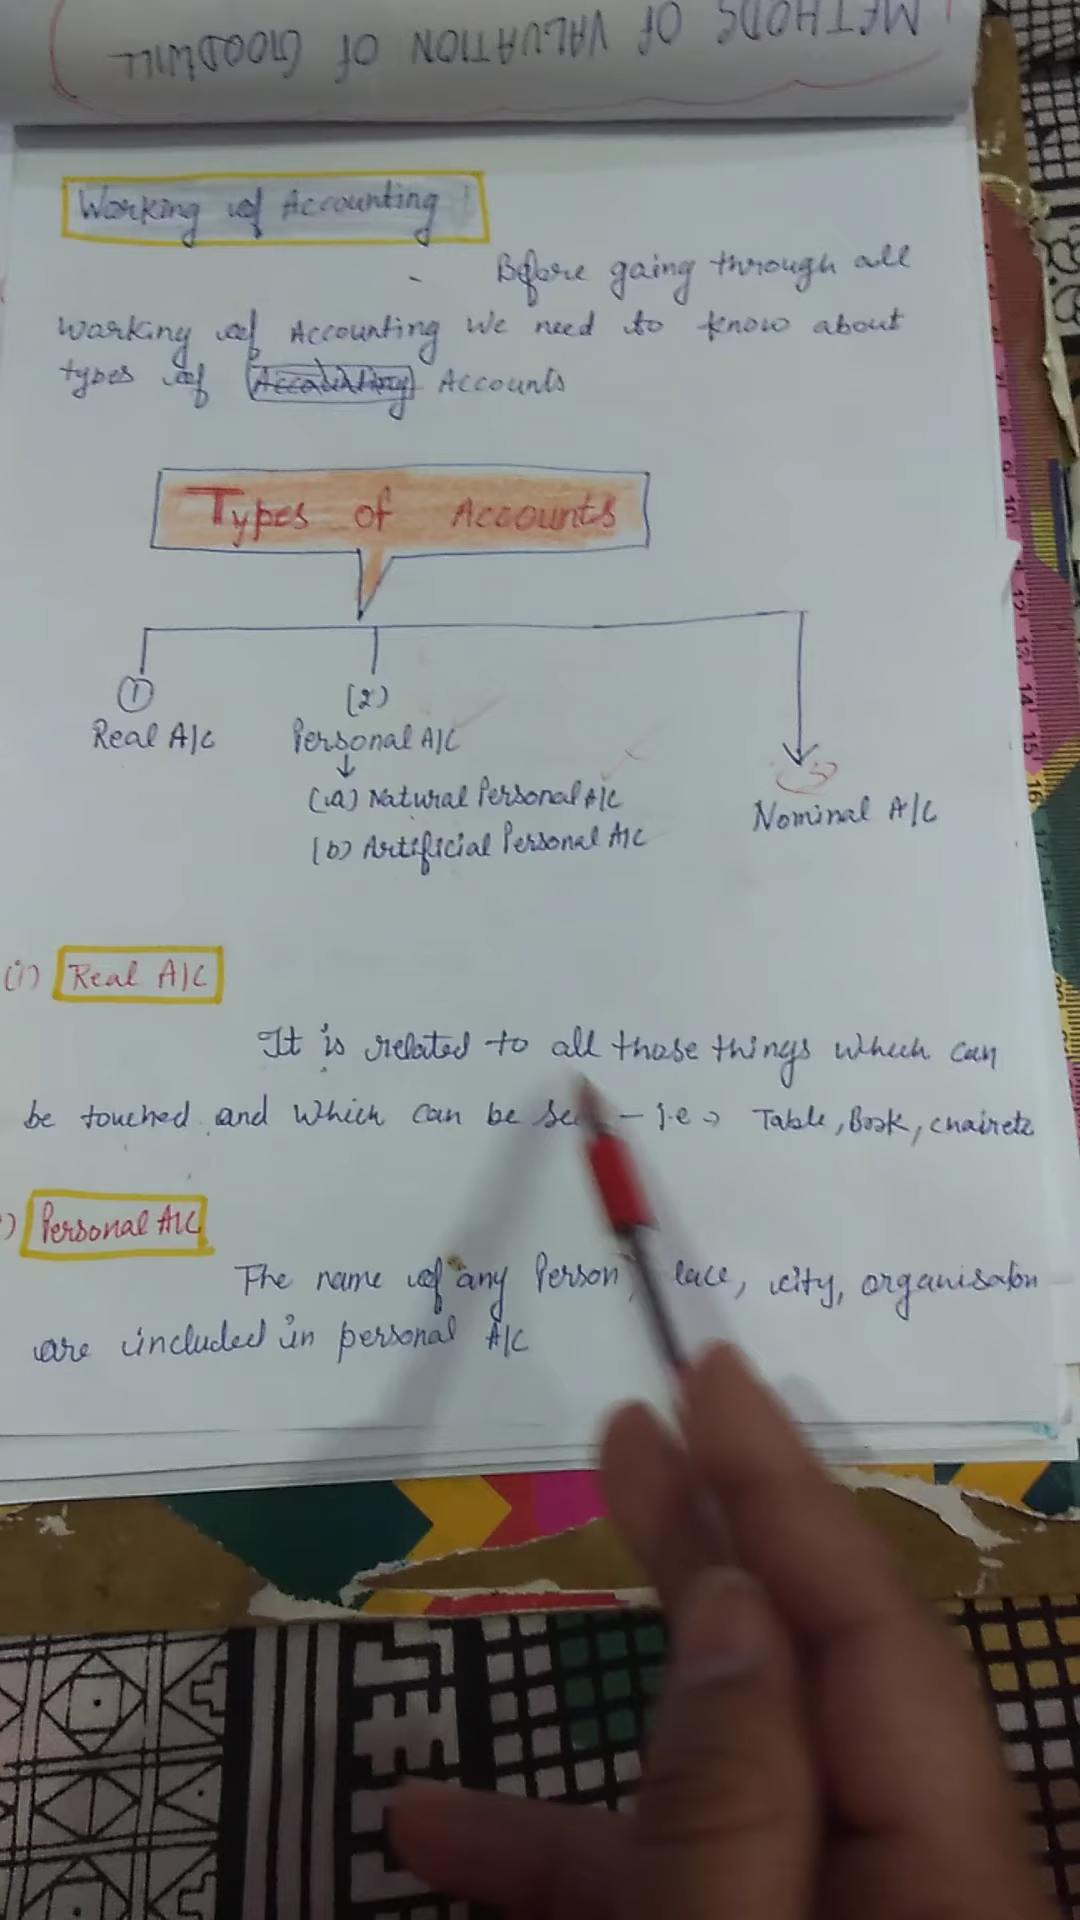 METHODS OF VALUATION OF GOODWILL
Working of Accounting
Before going through all
working of Accounting We need to know about
types of Accounting Accounts
Types of Accounts
(1)
(2)
(3)
Real A/C
Personal A/C
(a) Natural Personal A/C
(b) Artificial Personal A/C
Nominal A/C
(1) Real A/C
It is related to all those things which can
be touched and which can be — i.e → Table, Book, chair etc
) Personal A/C
The name of any Person, city, organisation
are included in personal A/C